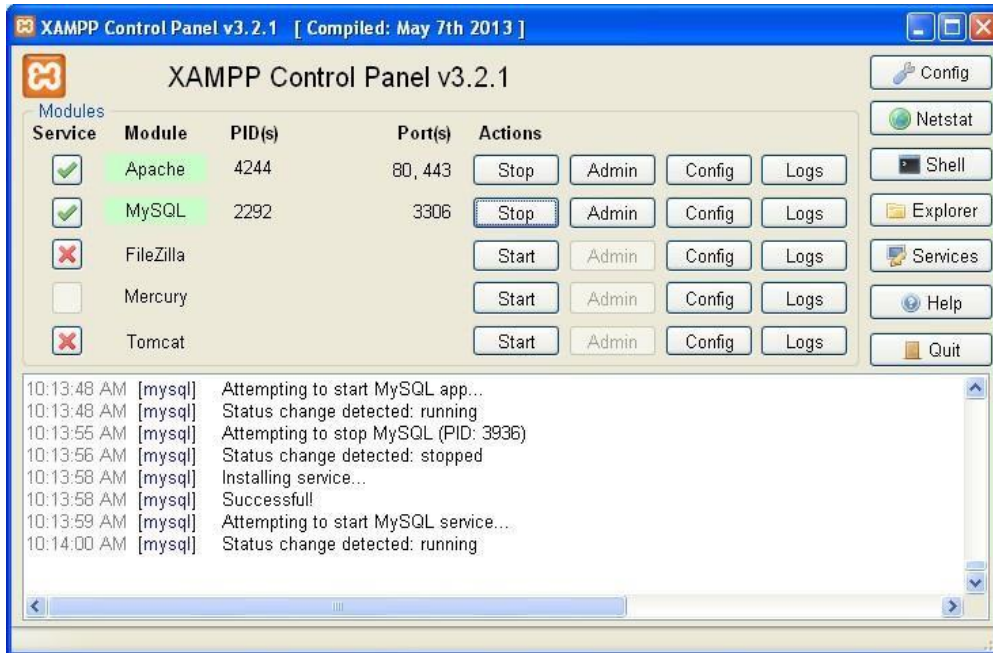 XAMPP Control Panel v3.2.1 [ Compiled: May 7th 2013 ]
XAMPP Control Panel v3.2.1
Config
Modules
Netstat
Service Module PID(s) Port(s) Actions
Apache 4244 80, 443 Stop Admin Config Logs
Shell
MySQL 2292 3306 Stop Admin Config Logs
Explorer
FileZilla Start Admin Config Logs
Services
Mercury Start Admin Config Logs
Help
Tomcat Start Admin Config Logs
Quit
10:13:48 AM [mysql] Attempting to start MySQL app...
10:13:48 AM [mysql] Status change detected: running
10:13:55 AM [mysql] Attempting to stop MySQL (PID: 3936)
10:13:56 AM [mysql] Status change detected: stopped
10:13:58 AM [mysql] Installing service...
10:13:58 AM [mysql] Successful!
10:13:59 AM [mysql] Attempting to start MySQL service...
10:14:00 AM [mysql] Status change detected: running